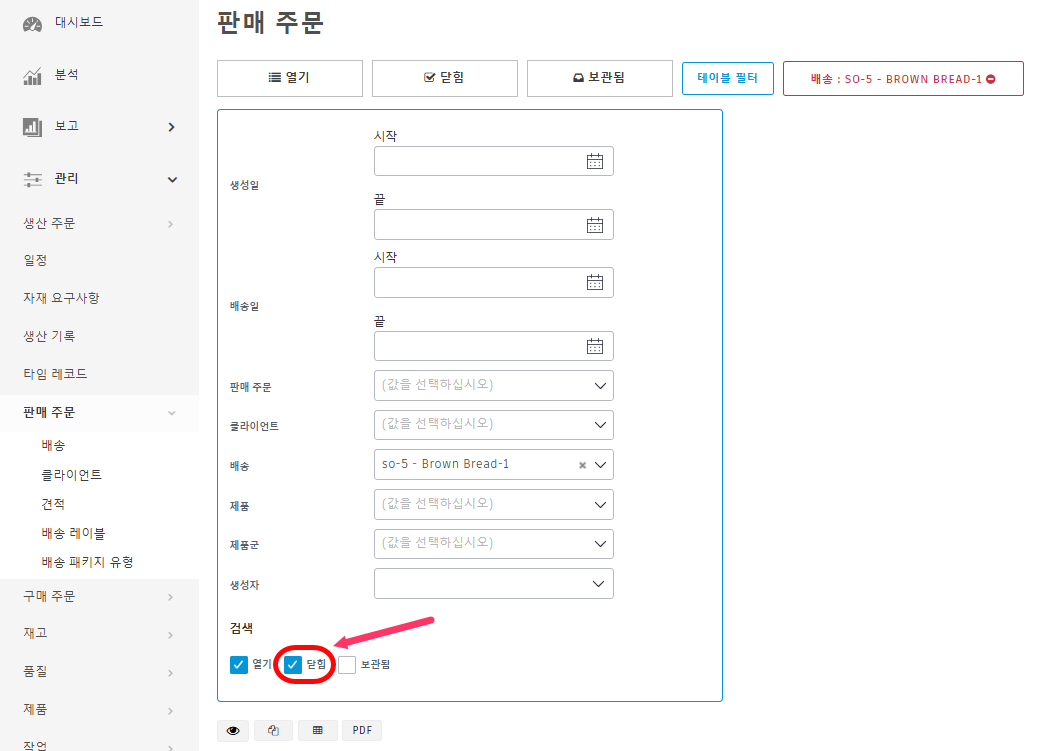 대시보드
분석
보고
관리
생산 주문
일정
자재 요구사항
생산 기록
타임 레코드
판매 주문
배송
클라이언트
견적
배송 레이블
배송 패키지 유형
구매 주문
재고
품질
제품
작업
판매 주문
열기 닫힘 보관됨 테이블 필터 배송 : SO-5 - BROWN BREAD-1
생성일
시작
끝
배송일
시작
끝
판매 주문 (값을 선택하십시오)
클라이언트 (값을 선택하십시오)
배송 so-5 - Brown Bread-1
제품 (값을 선택하십시오)
제품군 (값을 선택하십시오)
생성자
검색
열기 닫힘 보관됨
PDF